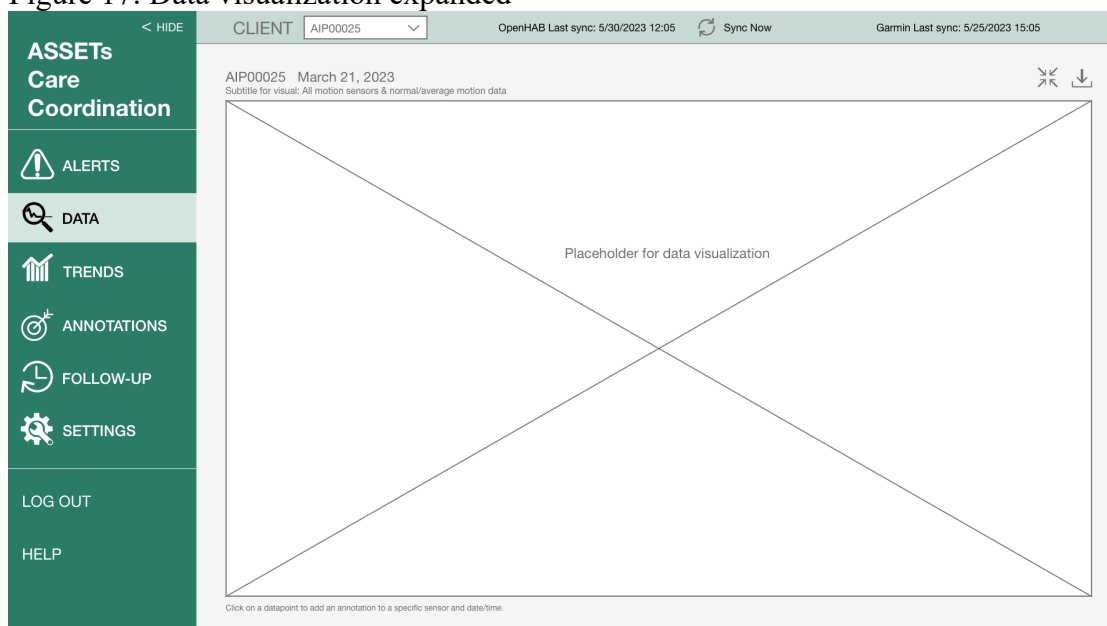 Figure 17. Data visualization expanded
< HIDE
ASSETs
Care
Coordination
ALERTS
DATA
TRENDS
ANNOTATIONS
FOLLOW-UP
SETTINGS
LOG OUT
HELP
CLIENT AIP00025 OpenHAB Last sync: 5/30/2023 12:05 Sync Now Garmin Last sync: 5/25/2023 15:05
AIP00025 March 21, 2023
Subtitle for visual: All motion sensors & normal/average motion data
Placeholder for data visualization
Click on a datapoint to add an annotation to a specific sensor and date/time.